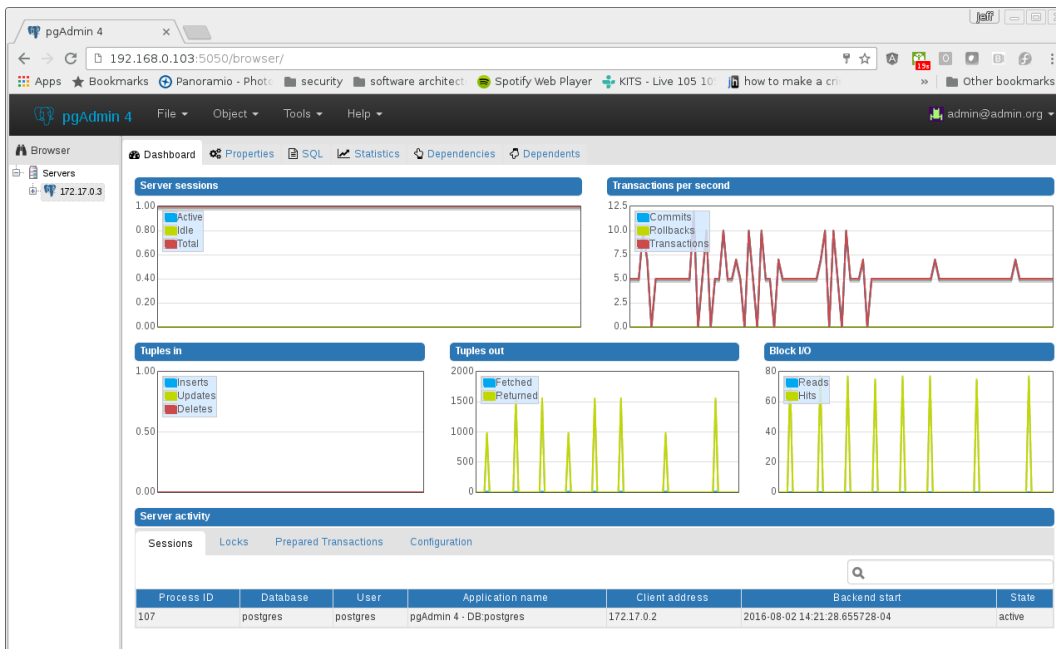 jeff
pgAdmin 4
192.168.0.103:5050/browser/
15s
Apps Bookmarks Panoramio - Phot security software architect Spotify Web Player KITS - Live 105 10 how to make a cri » Other bookmarks
pgAdmin 4 File Object Tools Help admin@admin.org
Browser
Dashboard Properties SQL Statistics Dependencies Dependents
Servers
172.17.0.3
Server sessions
1.00
0.80
0.60
0.40
0.20
0.00
Active
Idle
Total
Transactions per second
12.5
10.0
7.5
5.0
2.5
0.0
Commits
Rollbacks
Transactions
Tuples in
1.00
0.50
0.00
Inserts
Updates
Deletes
Tuples out
2000
1500
1000
500
0
Fetched
Returned
Block I/O
80
60
40
20
0
Reads
Hits
Server activity
Sessions Locks Prepared Transactions Configuration
Process ID Database User Application name Client address Backend start State
107 postgres postgres pgAdmin 4 - DB:postgres 172.17.0.2 2016-08-02 14:21:28.655728-04 active